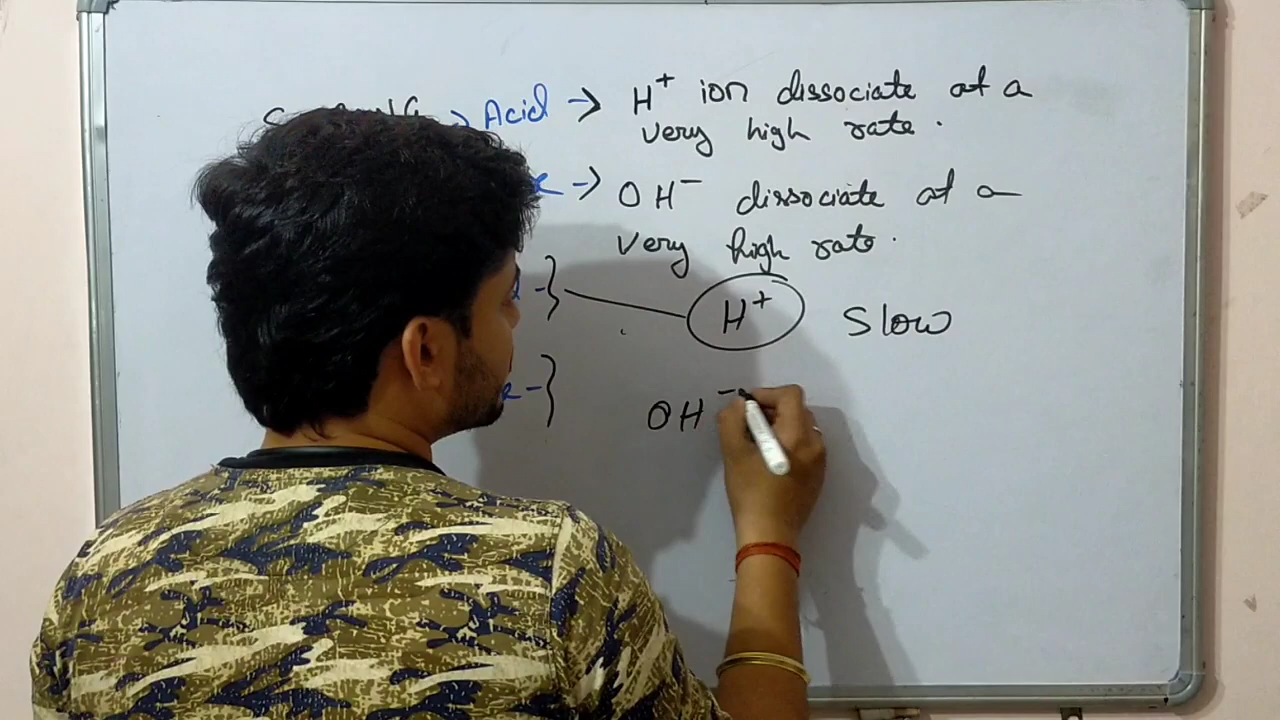 Acid → H⁺ ion dissociate at a
very high rate.
→ OH⁻ dissociate at a
very high rate.
H⁺ Slow
OH⁻